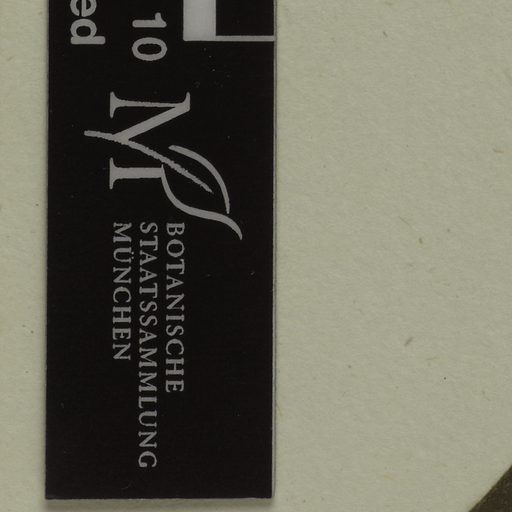 10
ed
M
BOTANISCHE
STAATSSAMMLUNG
MÜNCHEN